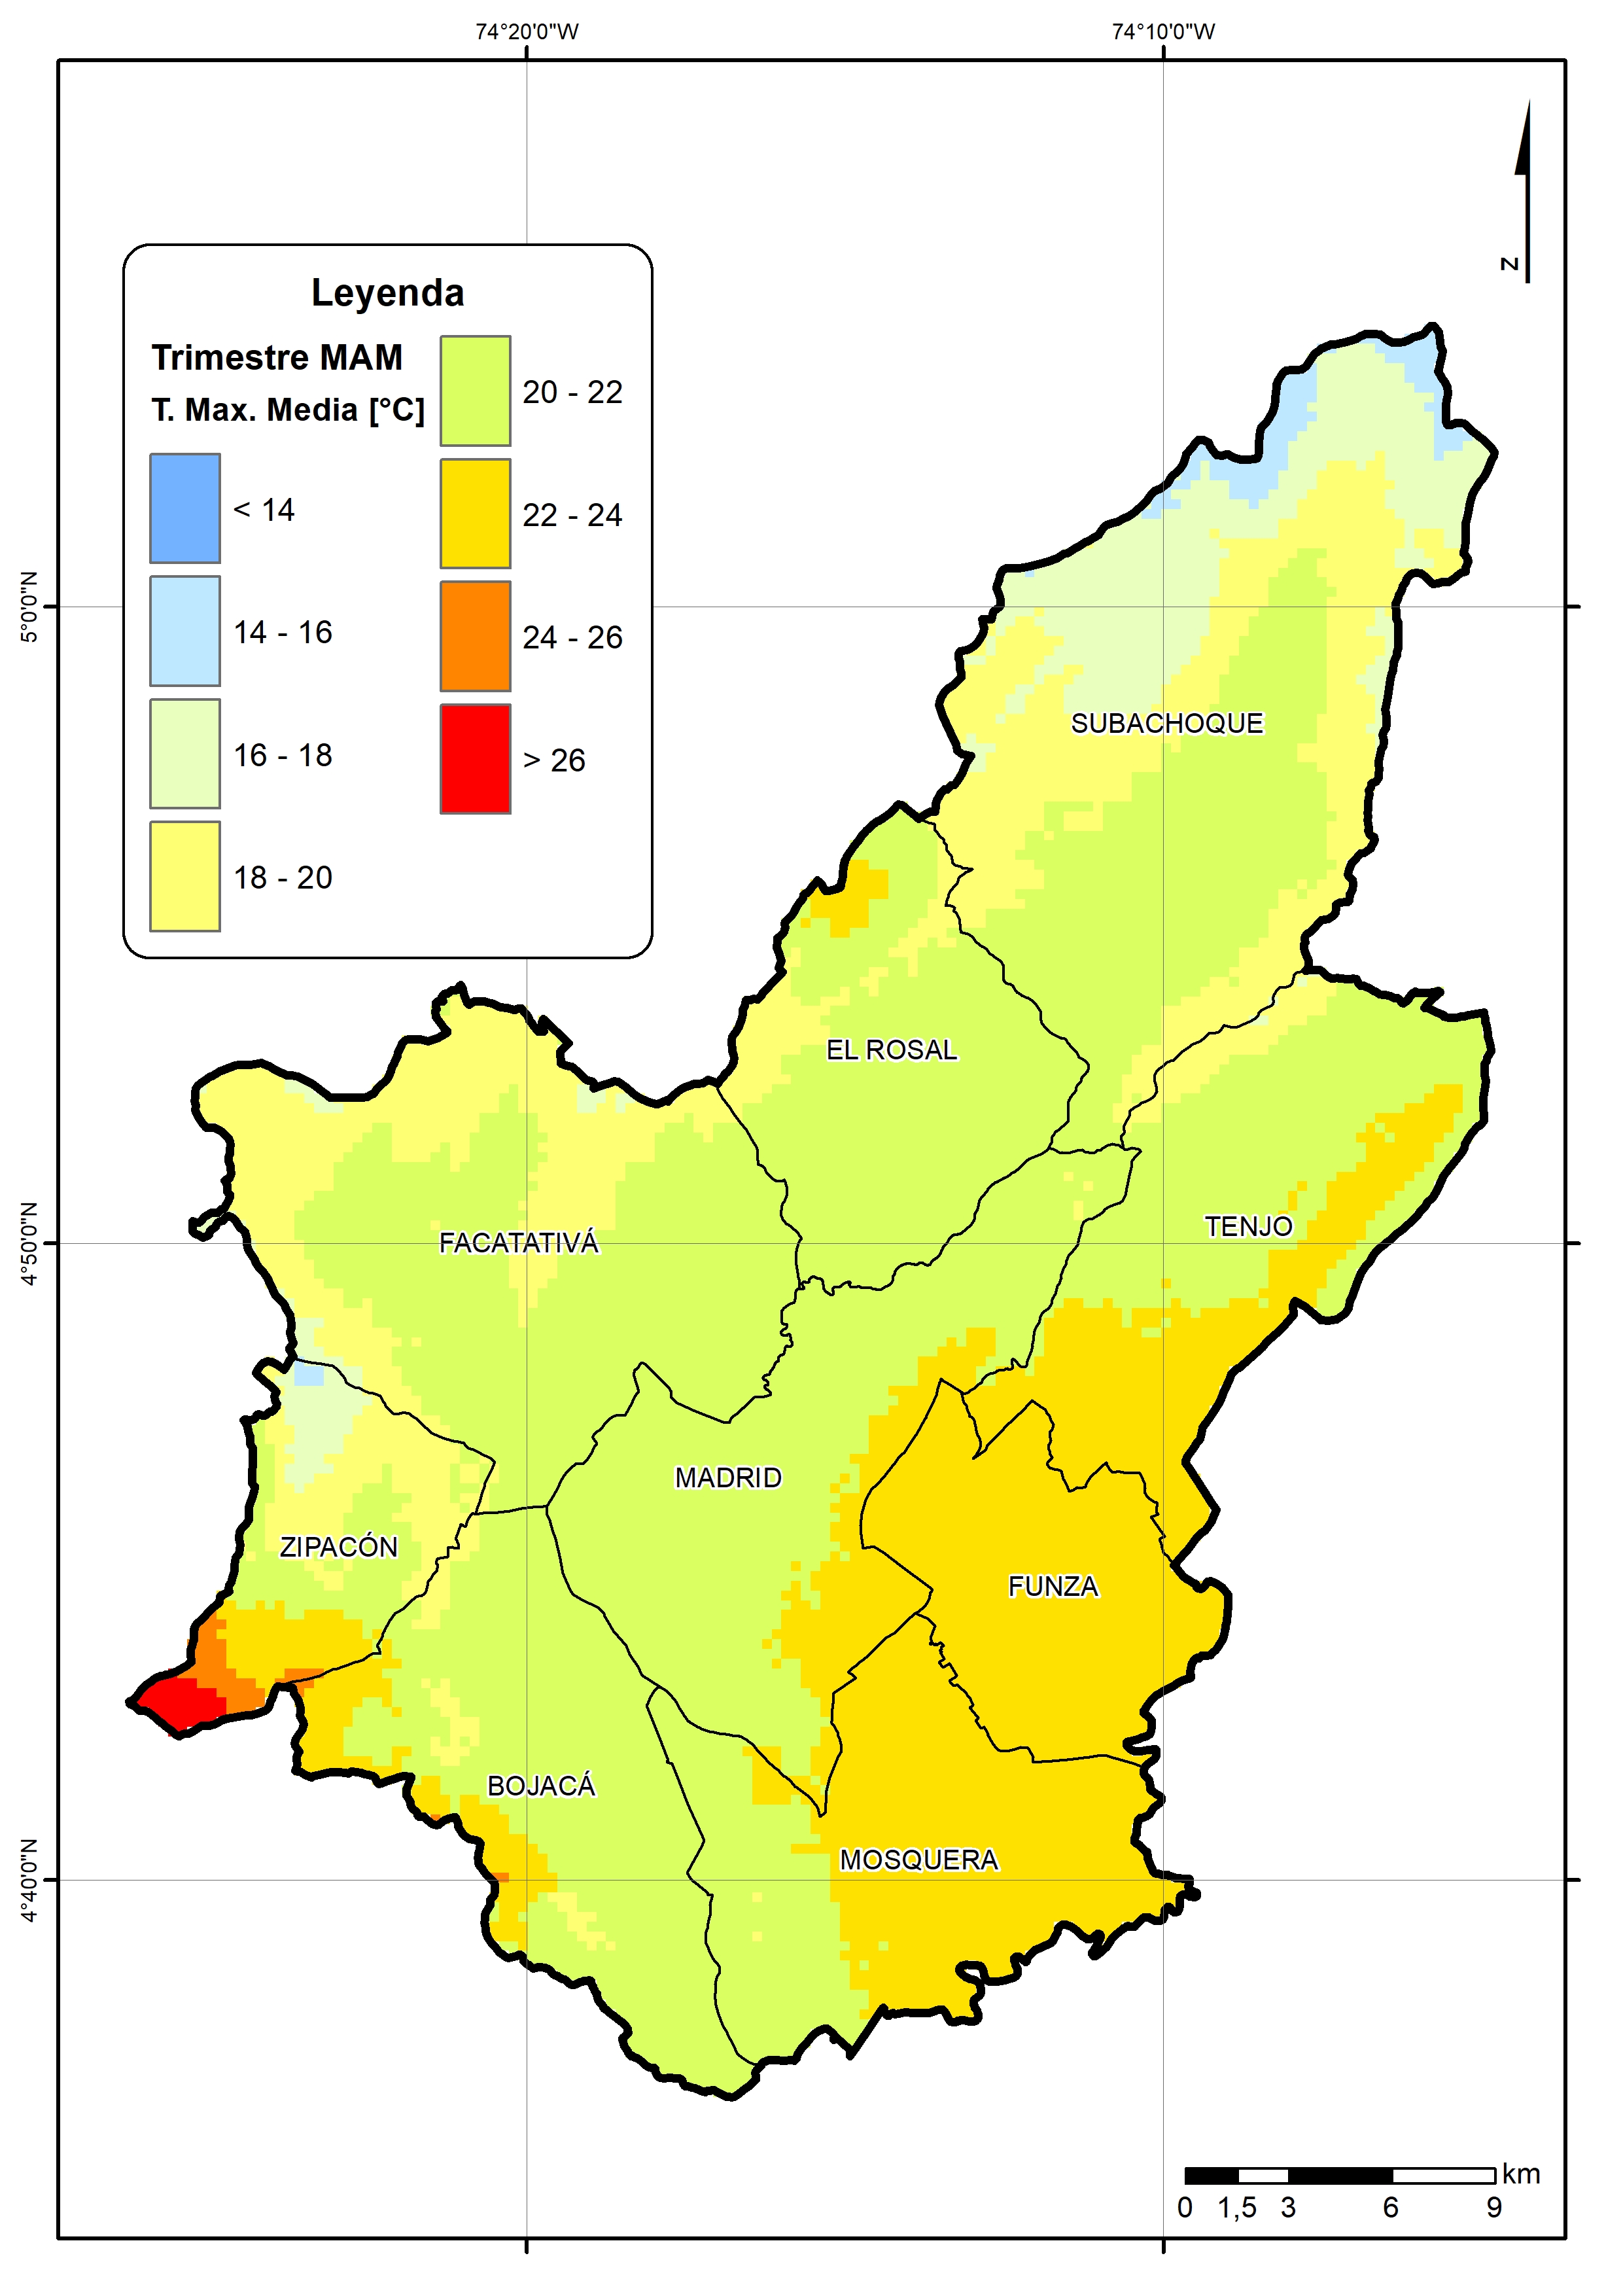 74°20'0"W
74°10'0"W
N
Leyenda
Trimestre MAM
T. Max. Media [°C]
< 14
14 - 16
16 - 18
18 - 20
20 - 22
22 - 24
24 - 26
> 26
5°0'0"N
4°50'0"N
4°40'0"N
SUBACHOQUE
EL ROSAL
TENJO
FACATATIVÁ
MADRID
ZIPACÓN
FUNZA
BOJACÁ
MOSQUERA
km
0 1,5 3 6 9